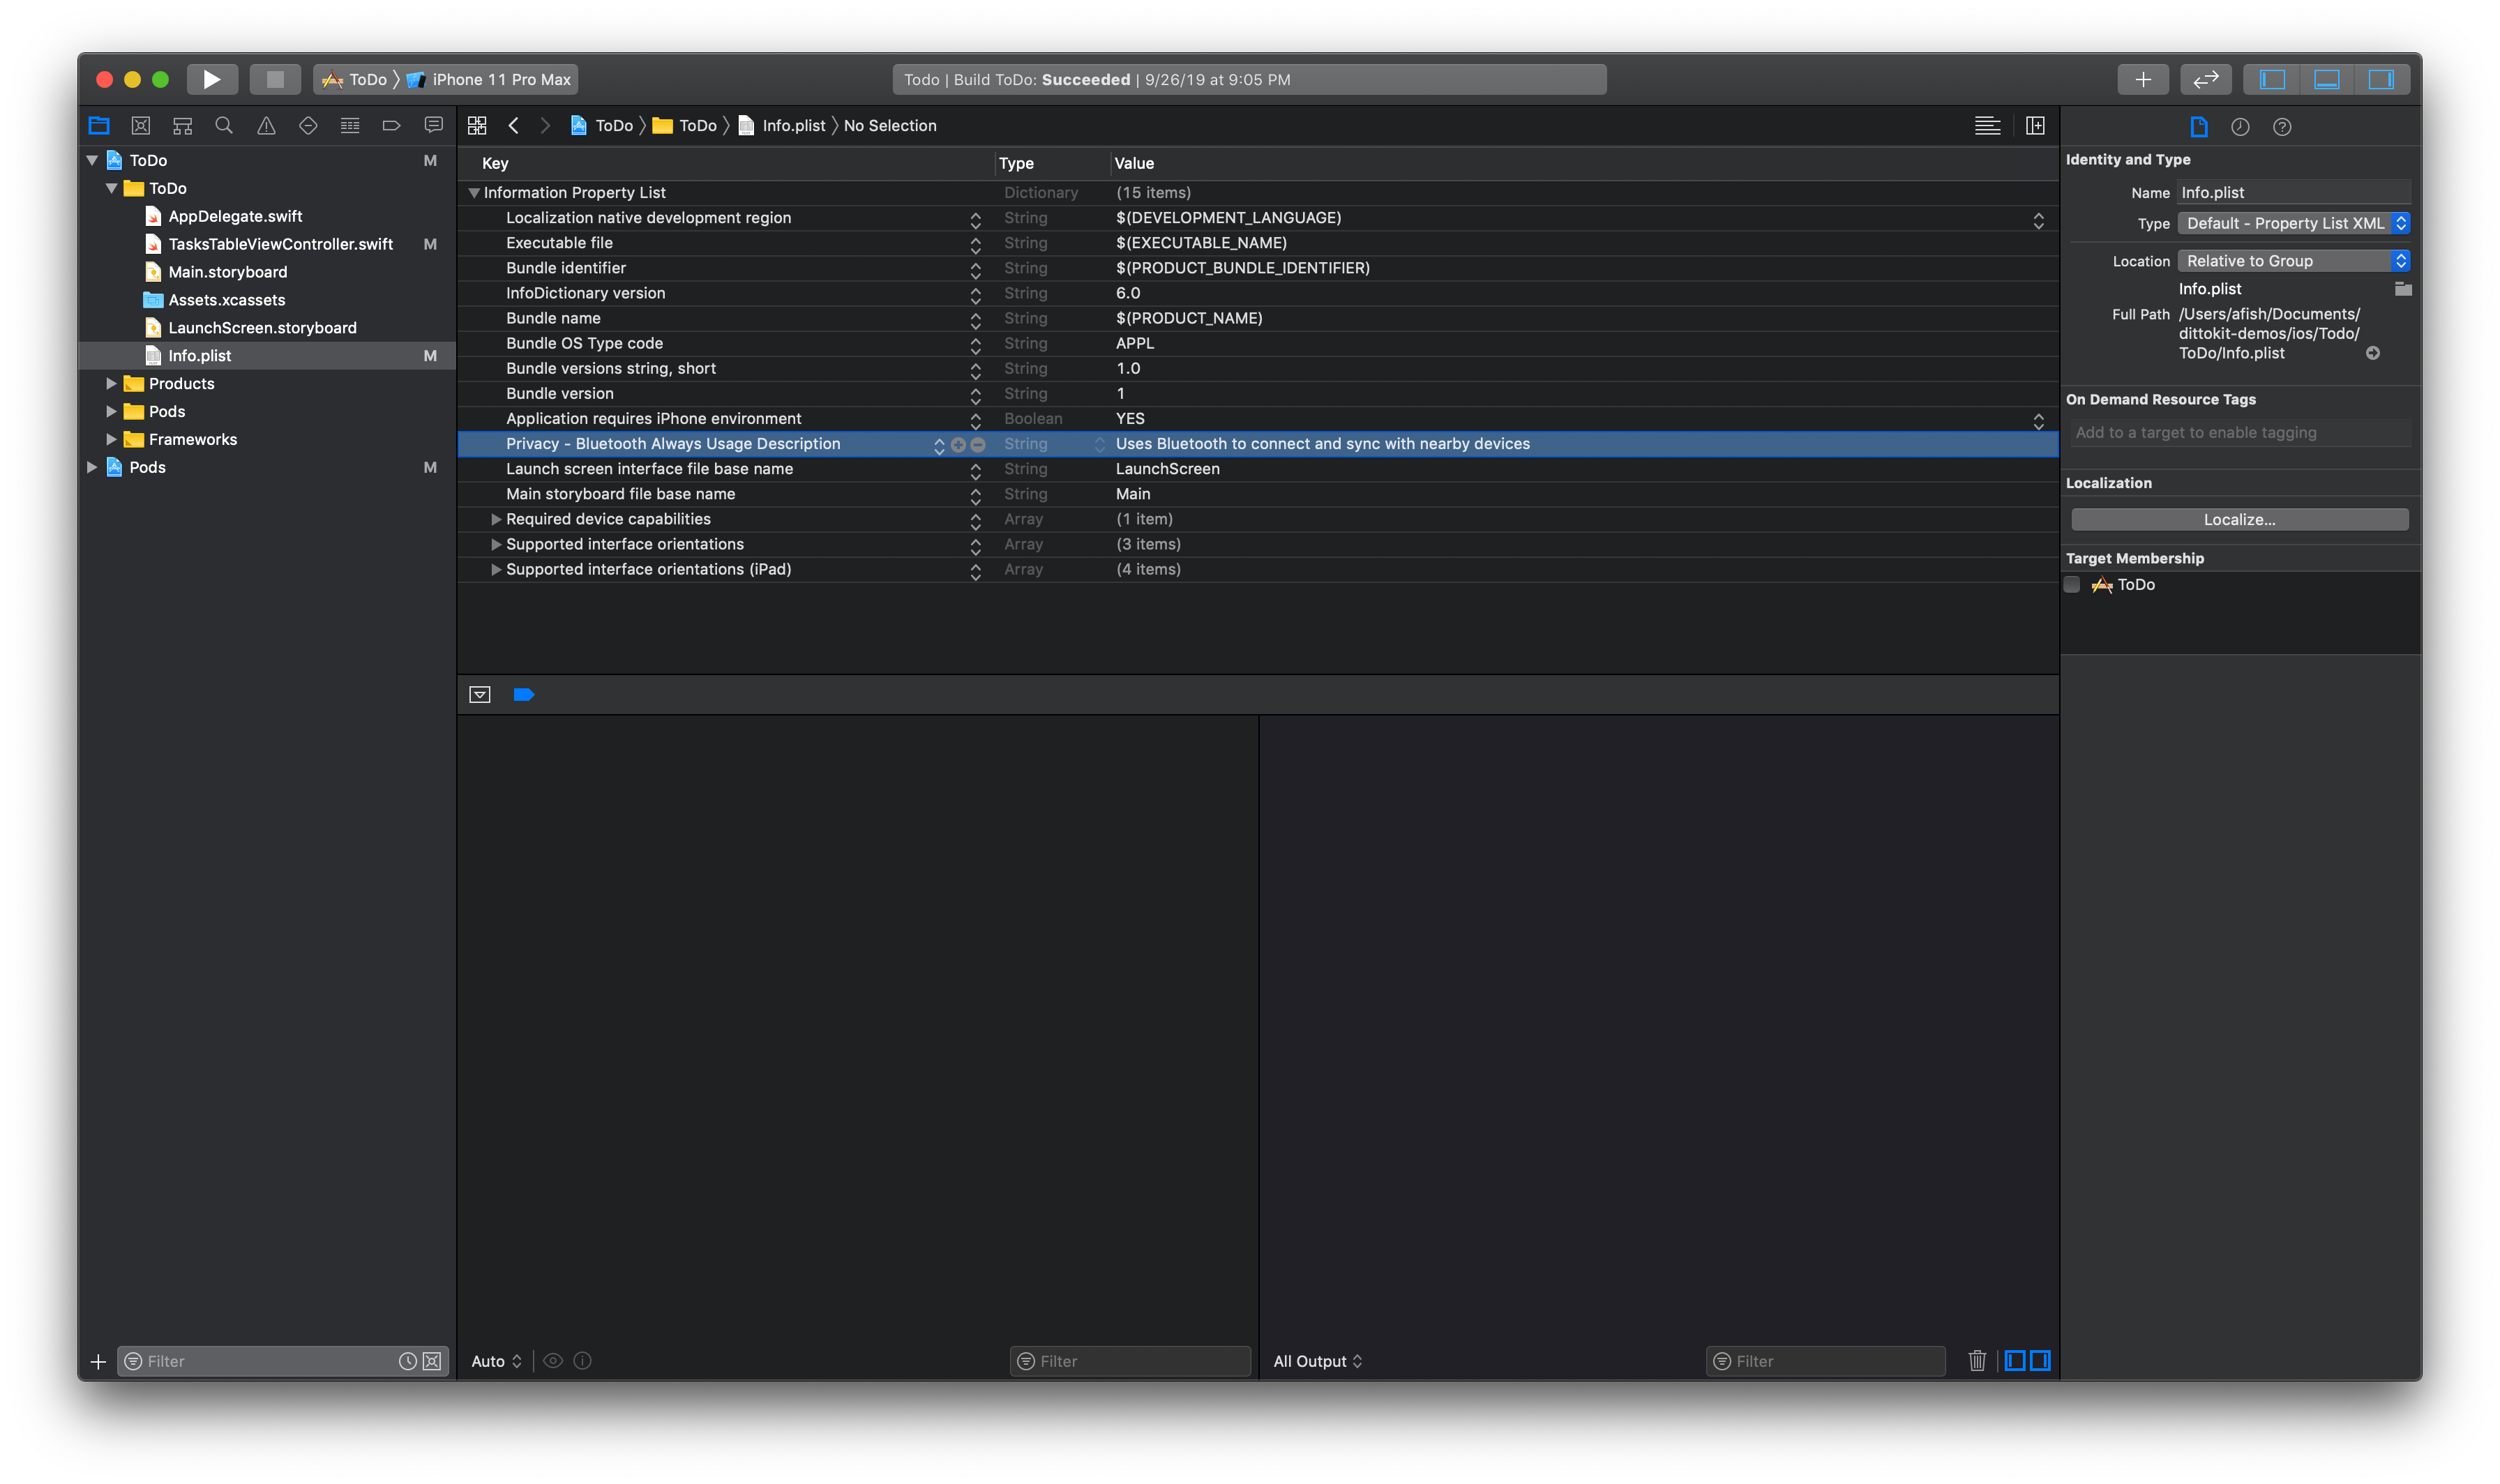 ToDo 〉 iPhone 11 Pro Max
Todo | Build ToDo: Succeeded | 9/26/19 at 9:05 PM
ToDo 〉 ToDo 〉 Info.plist 〉 No Selection
ToDo M
ToDo
AppDelegate.swift
TasksTableViewController.swift M
Main.storyboard
Assets.xcassets
LaunchScreen.storyboard
Info.plist M
Products
Pods
Frameworks
Pods M
Filter
Key Type Value
Information Property List Dictionary (15 items)
Localization native development region String $(DEVELOPMENT_LANGUAGE)
Executable file String $(EXECUTABLE_NAME)
Bundle identifier String $(PRODUCT_BUNDLE_IDENTIFIER)
InfoDictionary version String 6.0
Bundle name String $(PRODUCT_NAME)
Bundle OS Type code String APPL
Bundle versions string, short String 1.0
Bundle version String 1
Application requires iPhone environment Boolean YES
Privacy - Bluetooth Always Usage Description String Uses Bluetooth to connect and sync with nearby devices
Launch screen interface file base name String LaunchScreen
Main storyboard file base name String Main
Required device capabilities Array (1 item)
Supported interface orientations Array (3 items)
Supported interface orientations (iPad) Array (4 items)
Auto Filter
All Output Filter
Identity and Type
Name Info.plist
Type Default - Property List XML
Location Relative to Group
Info.plist
Full Path /Users/afish/Documents/
dittokit-demos/ios/Todo/
ToDo/Info.plist
On Demand Resource Tags
Add to a target to enable tagging
Localization
Localize...
Target Membership
ToDo